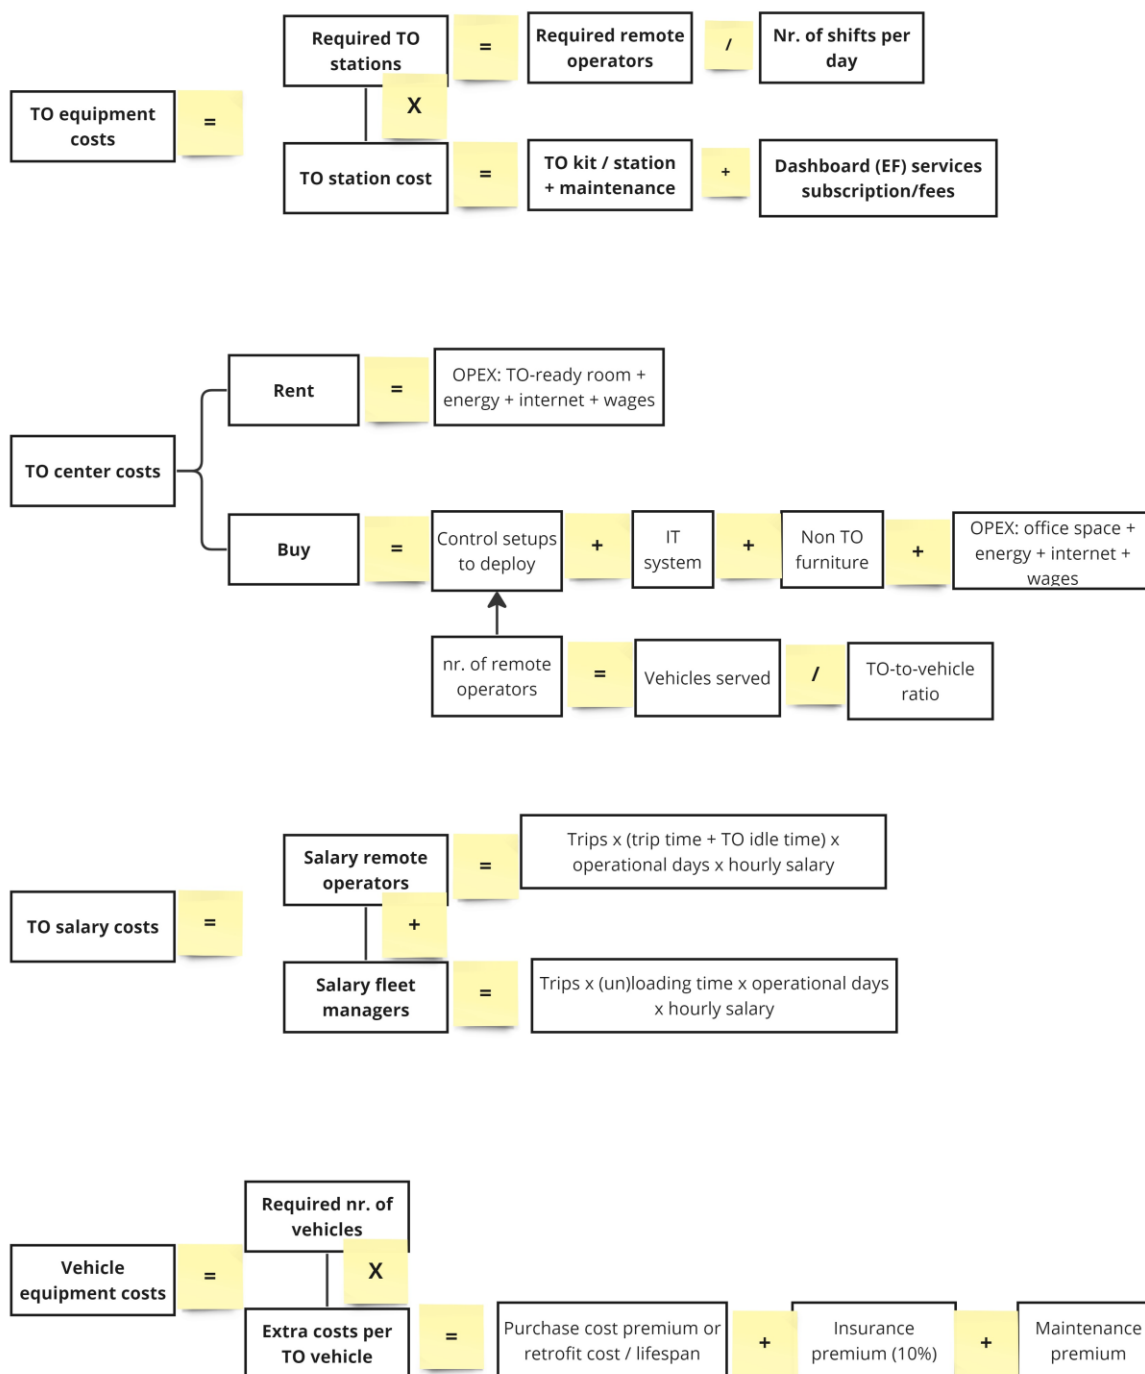 Required TO
stations
=
Required remote
operators
/
Nr. of shifts per
day
TO equipment
costs
=
X
TO station cost
=
TO kit / station
+ maintenance
+
Dashboard (EF) services
subscription/fees
Rent
=
OPEX: TO-ready room +
energy + internet + wages
TO center costs
Buy
=
Control setups
to deploy
+
IT
system
+
Non TO
furniture
+
OPEX: office space +
energy + internet +
wages
nr. of remote
operators
=
Vehicles served
/
TO-to-vehicle
ratio
Salary remote
operators
=
Trips x (trip time + TO idle time) x
operational days x hourly salary
TO salary costs
=
+
Salary fleet
managers
=
Trips x (un)loading time x operational days
x hourly salary
Required nr. of
vehicles
Vehicle
equipment costs
=
X
Extra costs per
TO vehicle
=
Purchase cost premium or
retrofit cost / lifespan
+
Insurance
premium (10%)
+
Maintenance
premium